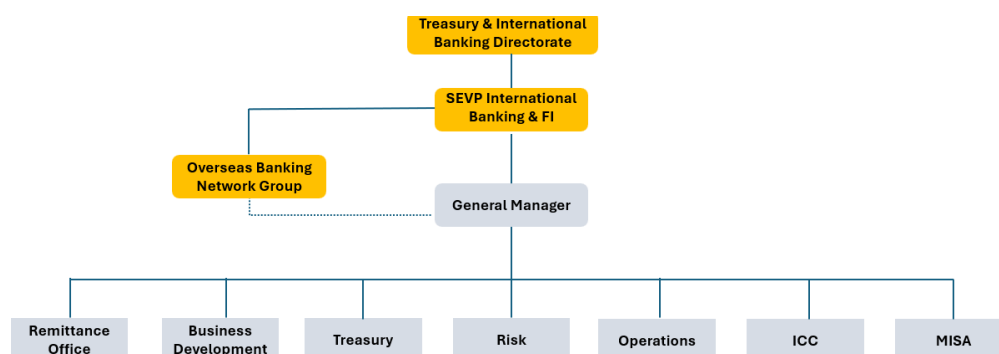 Treasury & International
Banking Directorate
SEVP International
Banking & FI
Overseas Banking
Network Group
General Manager
Remittance
Office
Business
Development
Treasury
Risk
Operations
ICC
MISA